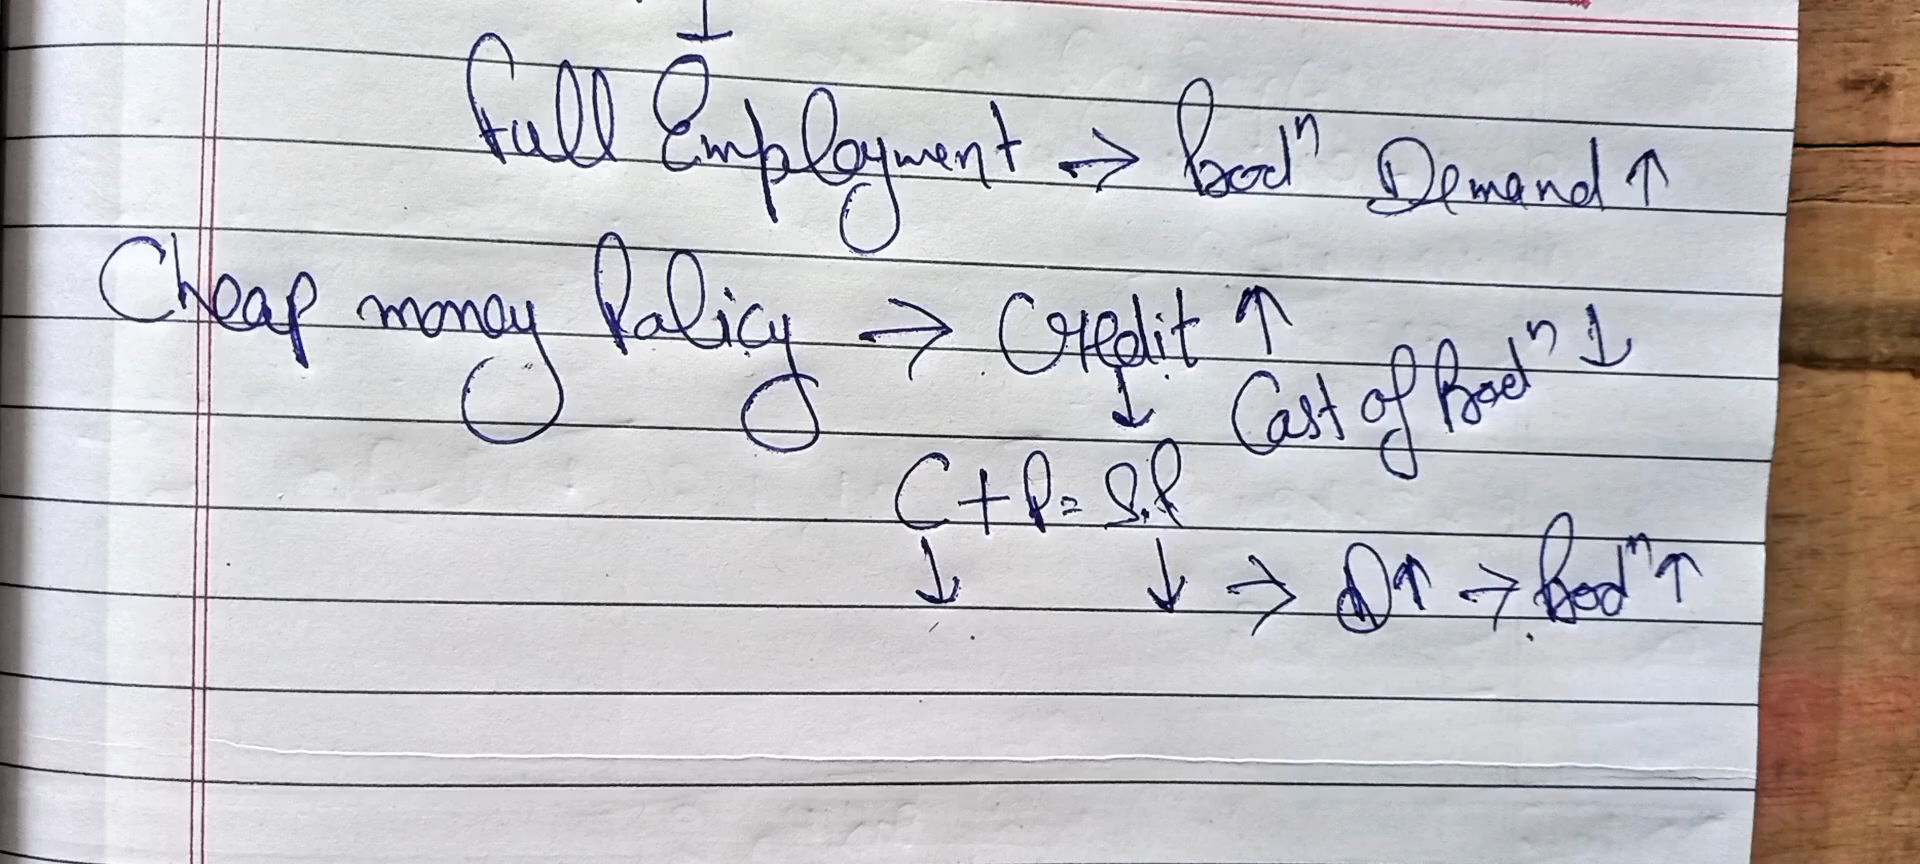 ↓
Full Employment → Prodⁿ Demand ↑
Cheap money Policy → Credit ↑
↓ Cost of Prodⁿ ↓
C + P = S.P
↓ ↓ → D↑ → Prodⁿ ↑